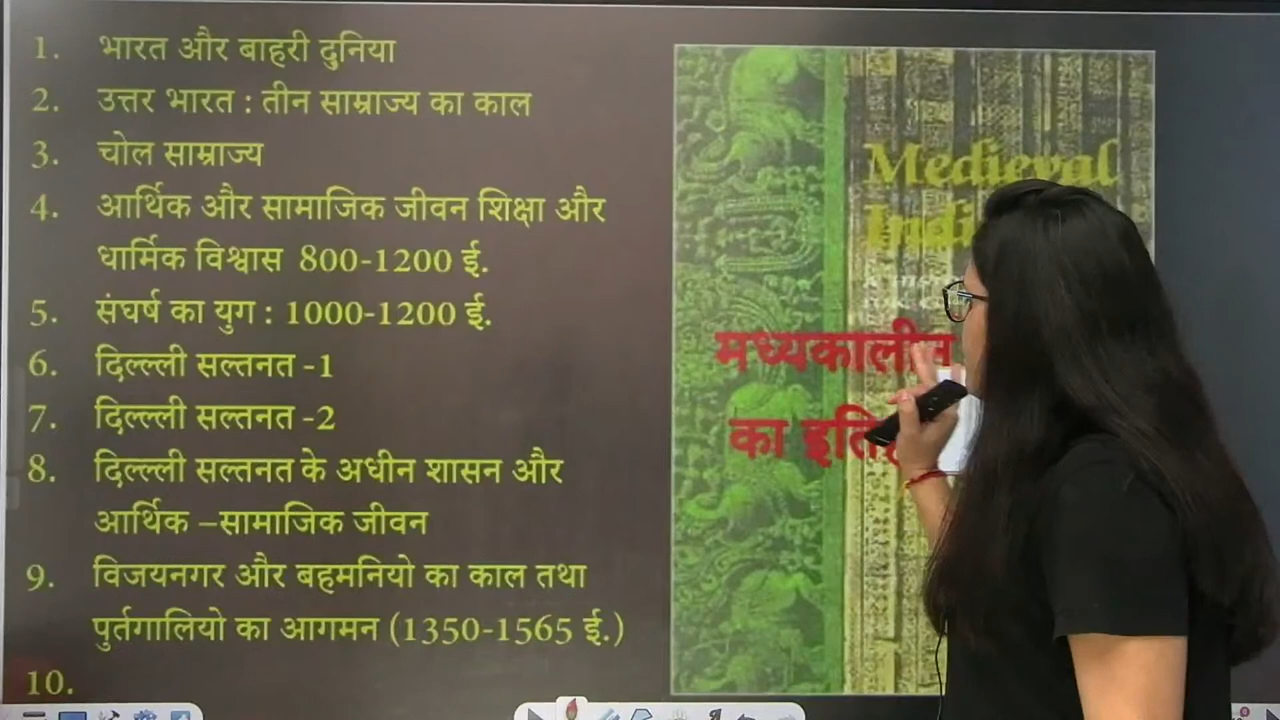 1. भारत और बाहरी दुनिया
2. उत्तर भारत : तीन साम्राज्य का काल
3. चोल साम्राज्य
4. आर्थिक और सामाजिक जीवन शिक्षा और
धार्मिक विश्वास 800-1200 ई.
5. संघर्ष का युग : 1000-1200 ई.
6. दिल्ल्ली सल्तनत -1
7. दिल्ल्ली सल्तनत -2
8. दिल्ल्ली सल्तनत के अधीन शासन और
आर्थिक –सामाजिक जीवन
9. विजयनगर और बहमनियो का काल तथा
पुर्तगालियो का आगमन (1350-1565 ई.)
10.
Medieval
मध्यकालीन
का